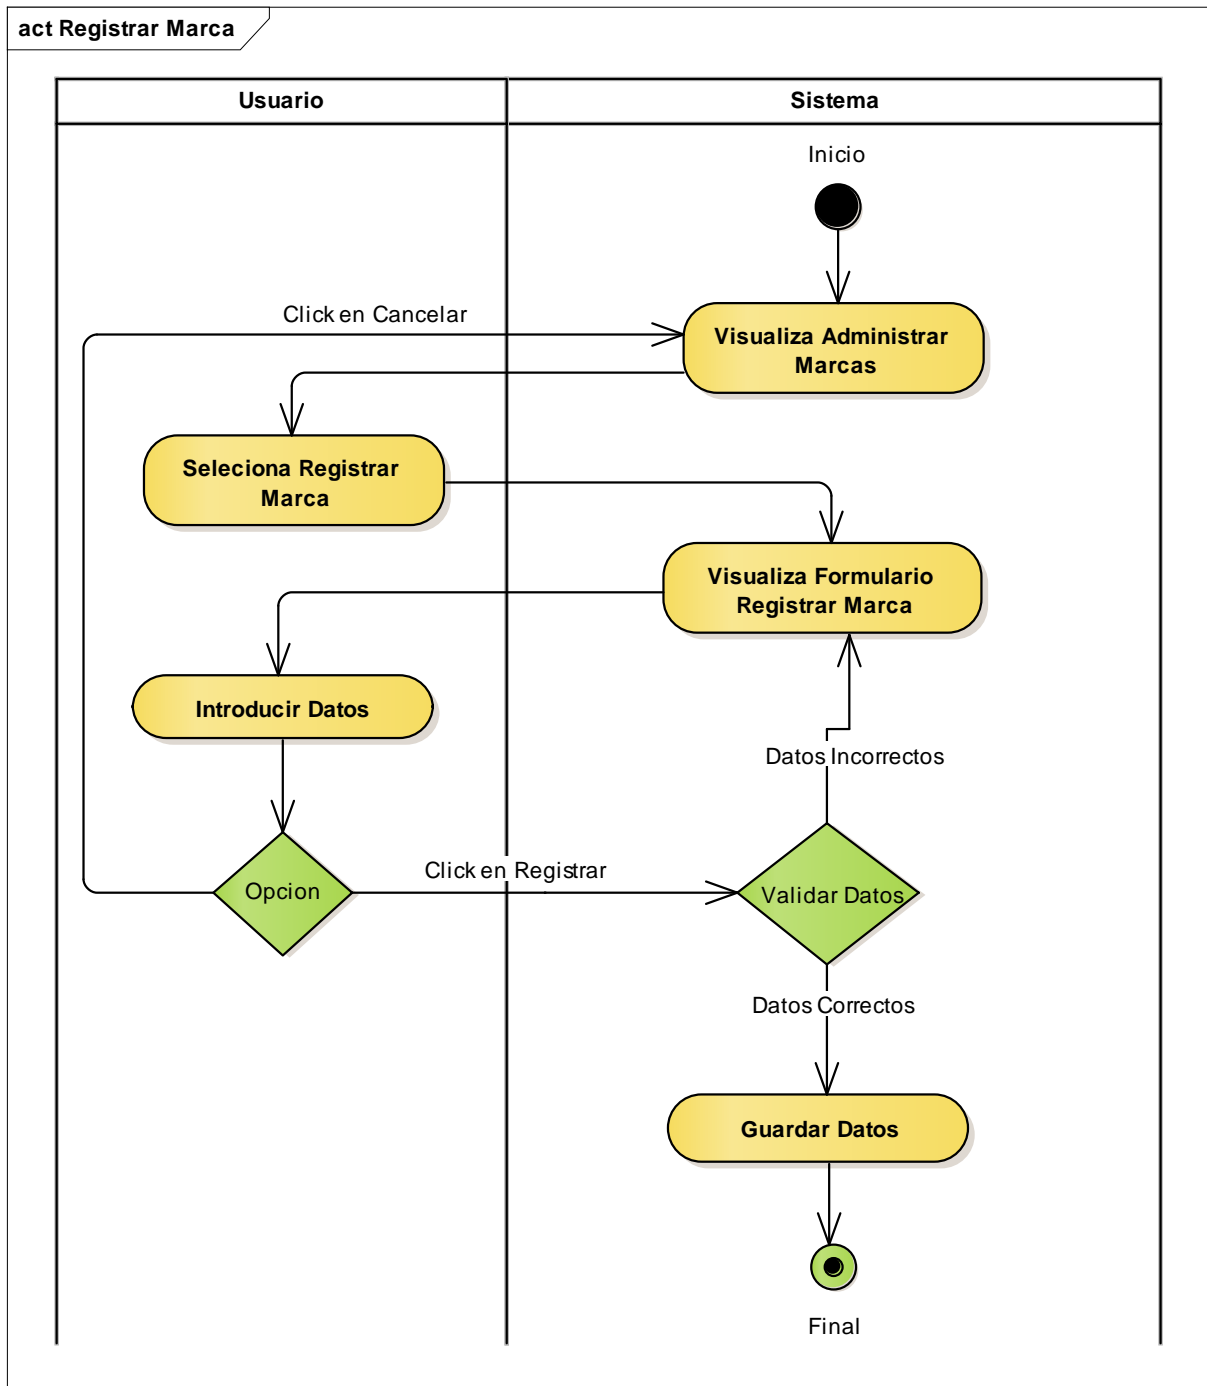 act Registrar Marca
Usuario
Sistema
Inicio
Click en Cancelar
Visualiza Administrar
Marcas
Seleciona Registrar
Marca
Visualiza Formulario
Registrar Marca
Introducir Datos
Datos Incorrectos
Opcion
Click en Registrar
Validar Datos
Datos Correctos
Guardar Datos
Final